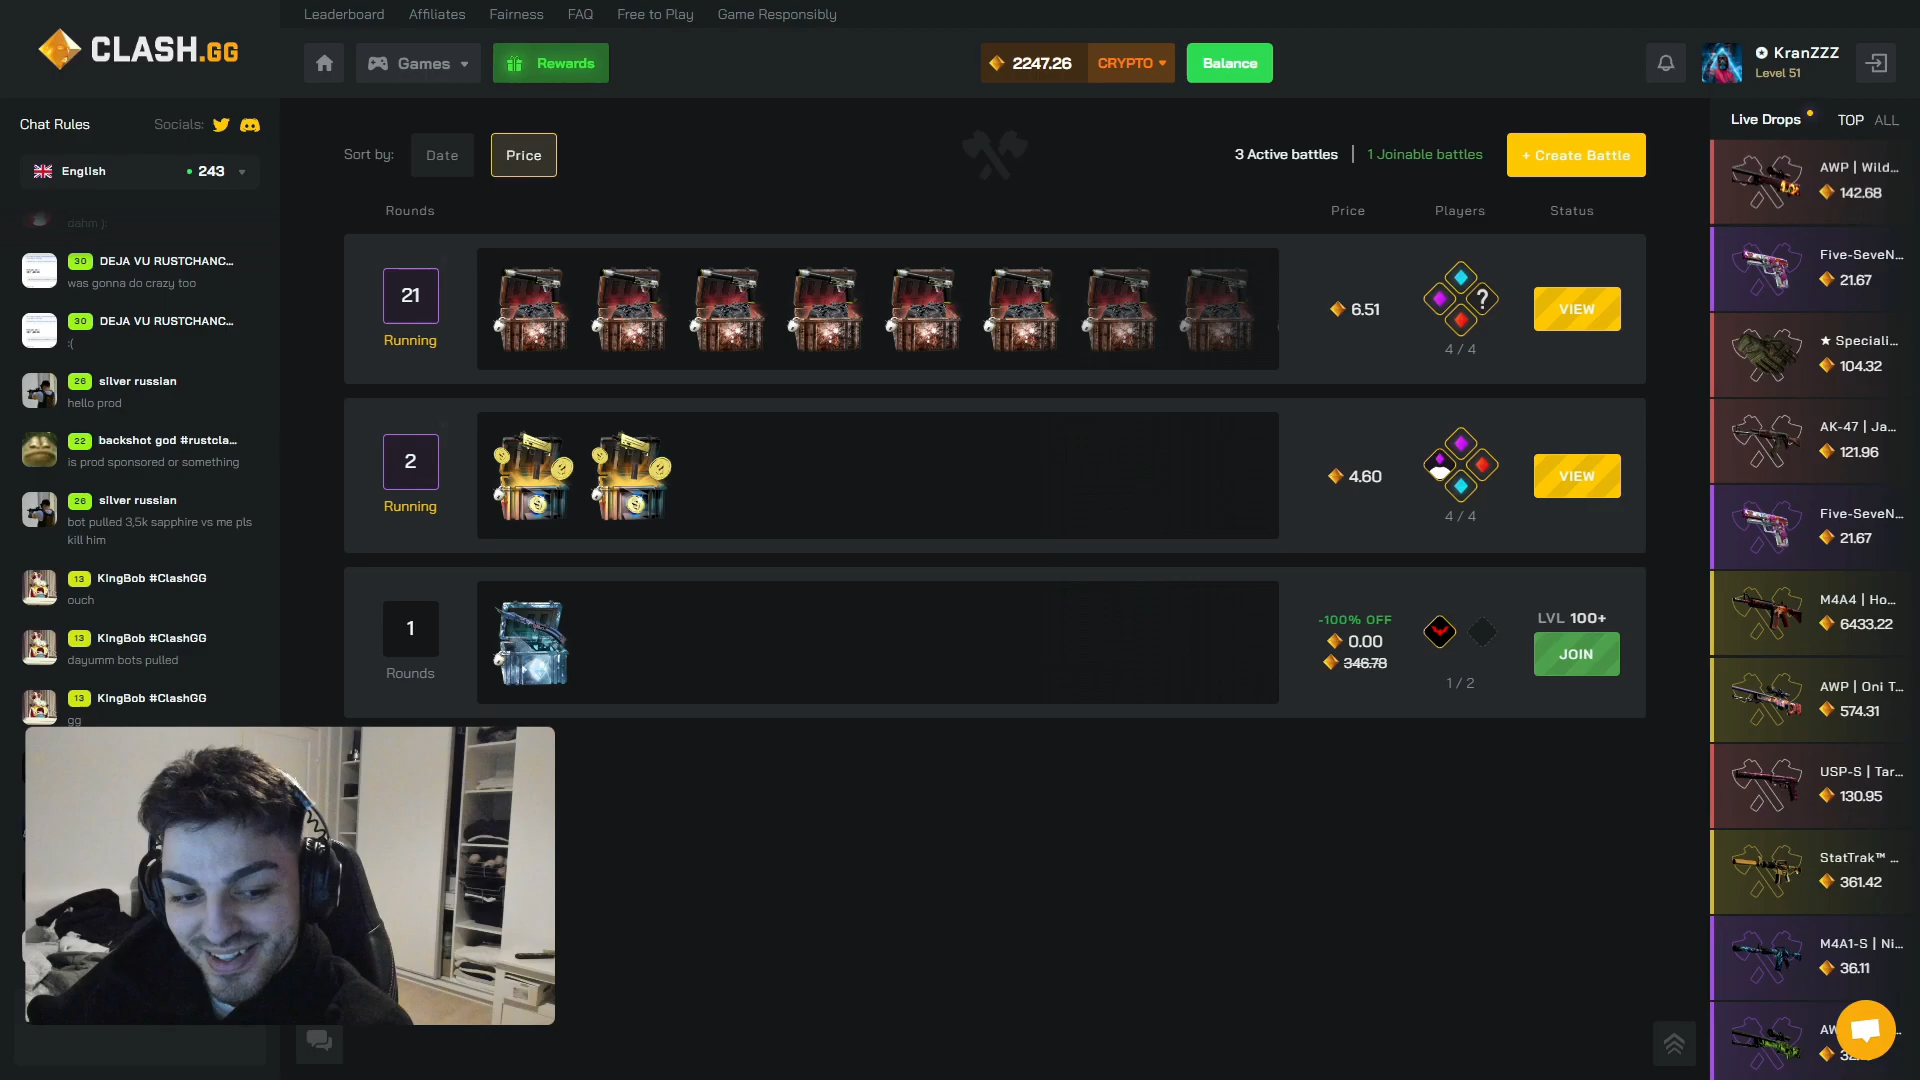 Leaderboard Affiliates Fairness FAQ Free to Play Game Responsibly
CLASH.GG
Games
Rewards
2247.26
CRYPTO
Balance
KranZZZ
Level 51
Chat Rules
Socials:
English
243
dahm ):
30 DEJA VU RUSTCHANC...
was gonna do crazy too
30 DEJA VU RUSTCHANC...
:(
26 silver russian
hello prod
22 backshot god #rustcla...
is prod sponsored or something
26 silver russian
bot pulled 3,5k sapphire vs me pls
kill him
13 KingBob #ClashGG
ouch
13 KingBob #ClashGG
dayumm bots pulled
13 KingBob #ClashGG
gg
Sort by:
Date
Price
3 Active battles
1 Joinable battles
+ Create Battle
Rounds
Price
Players
Status
21
Running
6.51
?
4 / 4
VIEW
2
Running
4.60
4 / 4
VIEW
1
Rounds
-100% OFF
0.00
346.78
1 / 2
LVL 100+
JOIN
Live Drops
TOP
ALL
AWP | Wild...
142.68
Five-SeveN...
21.67
★ Speciali...
104.32
AK-47 | Ja...
121.96
Five-SeveN...
21.67
M4A4 | Ho...
6433.22
AWP | Oni T...
574.31
USP-S | Tar...
130.95
StatTrak™ ...
361.42
M4A1-S | Ni...
36.11